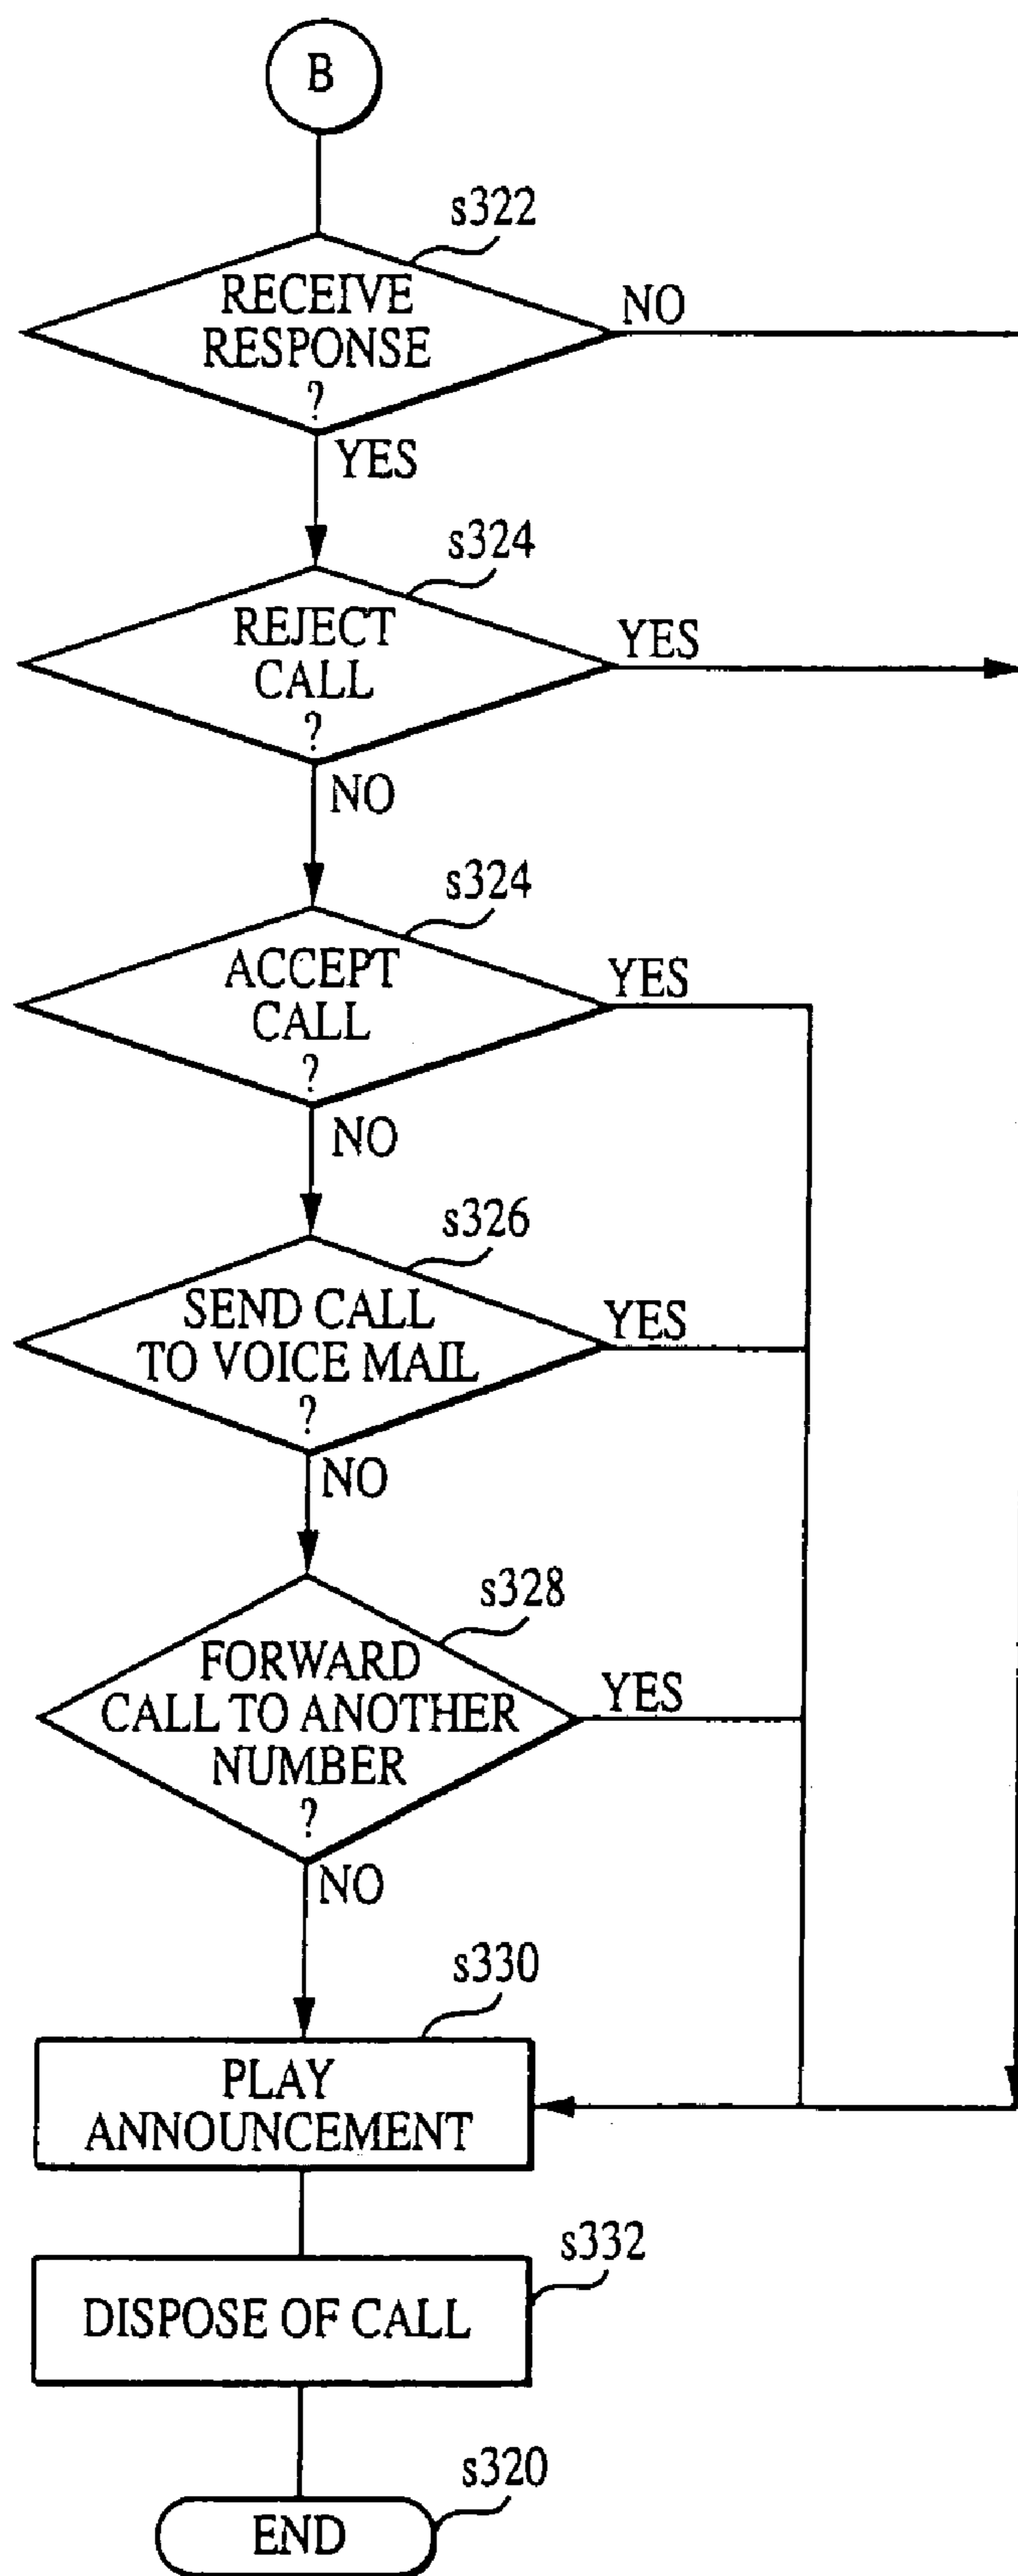 B
s322
RECEIVE
RESPONSE
?
NO
YES
s324
REJECT
CALL
?
YES
NO
s324
ACCEPT
CALL
?
YES
NO
s326
SEND CALL
TO VOICE MAIL
?
YES
NO
s328
FORWARD
CALL TO ANOTHER
NUMBER
?
YES
NO
s330
PLAY
ANNOUNCEMENT
s332
DISPOSE OF CALL
s320
END